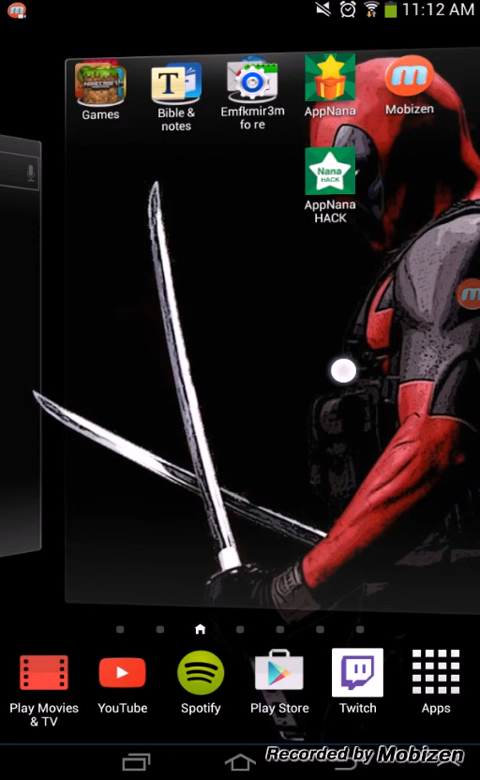 11:12 AM
Games
Bible &
notes
Emfkmir3m
fo re
AppNana
Mobizen
Nana
HACK
AppNana
HACK
Play Movies
& TV
YouTube
Spotify
Play Store
Twitch
Apps
Recorded by Mobizen